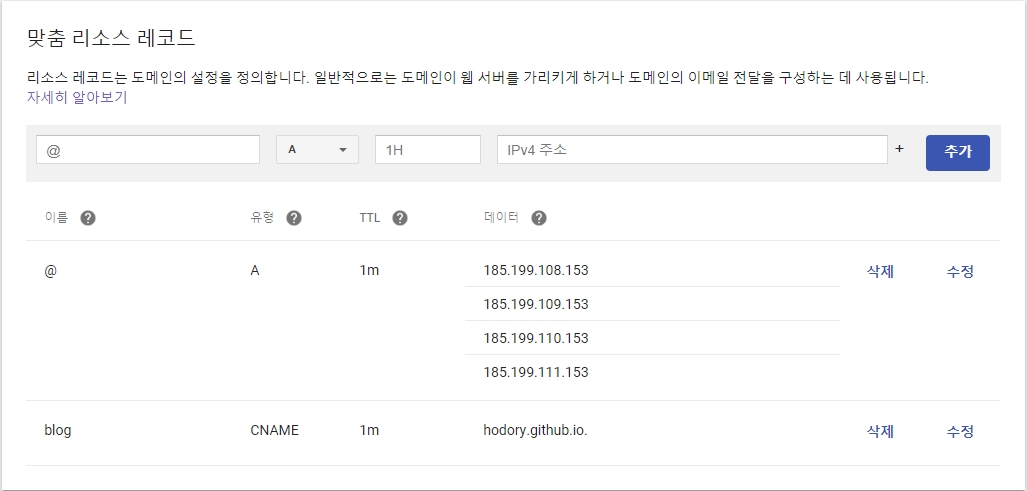 맞춤 리소스 레코드
리소스 레코드는 도메인의 설정을 정의합니다. 일반적으로는 도메인이 웹 서버를 가리키게 하거나 도메인의 이메일 전달을 구성하는 데 사용됩니다.
자세히 알아보기
@ A 1H IPv4 주소 + 추가
이름 ? 유형 ? TTL ? 데이터 ?
@ A 1m 185.199.108.153 삭제 수정
185.199.109.153
185.199.110.153
185.199.111.153
blog CNAME 1m hodory.github.io. 삭제 수정